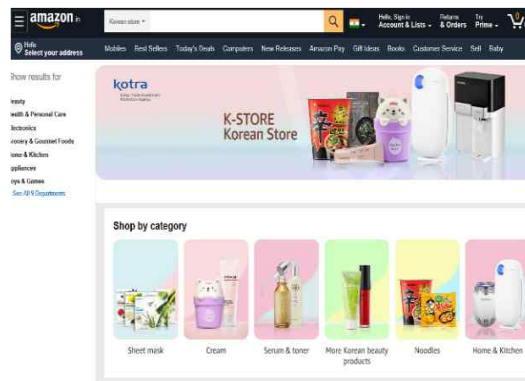 amazon.in
Korean store
Hello, Sign in
Account & Lists
Returns
& Orders
Try
Prime
Hello
Select your address
Mobiles Best Sellers Today's Deals Computers New Releases Amazon Pay Gift Ideas Books Customer Service Sell Baby
Show results for
eauty
ealth & Personal Care
lectronics
rocery & Gourmet Foods
ome & Kitchen
ppliances
oys & Games
See All 9 Departments
kotra
K-STORE
Korean Store
Shop by category
Sheet mask
Cream
Serum & toner
More Korean beauty
products
Noodles
Home & Kitchen